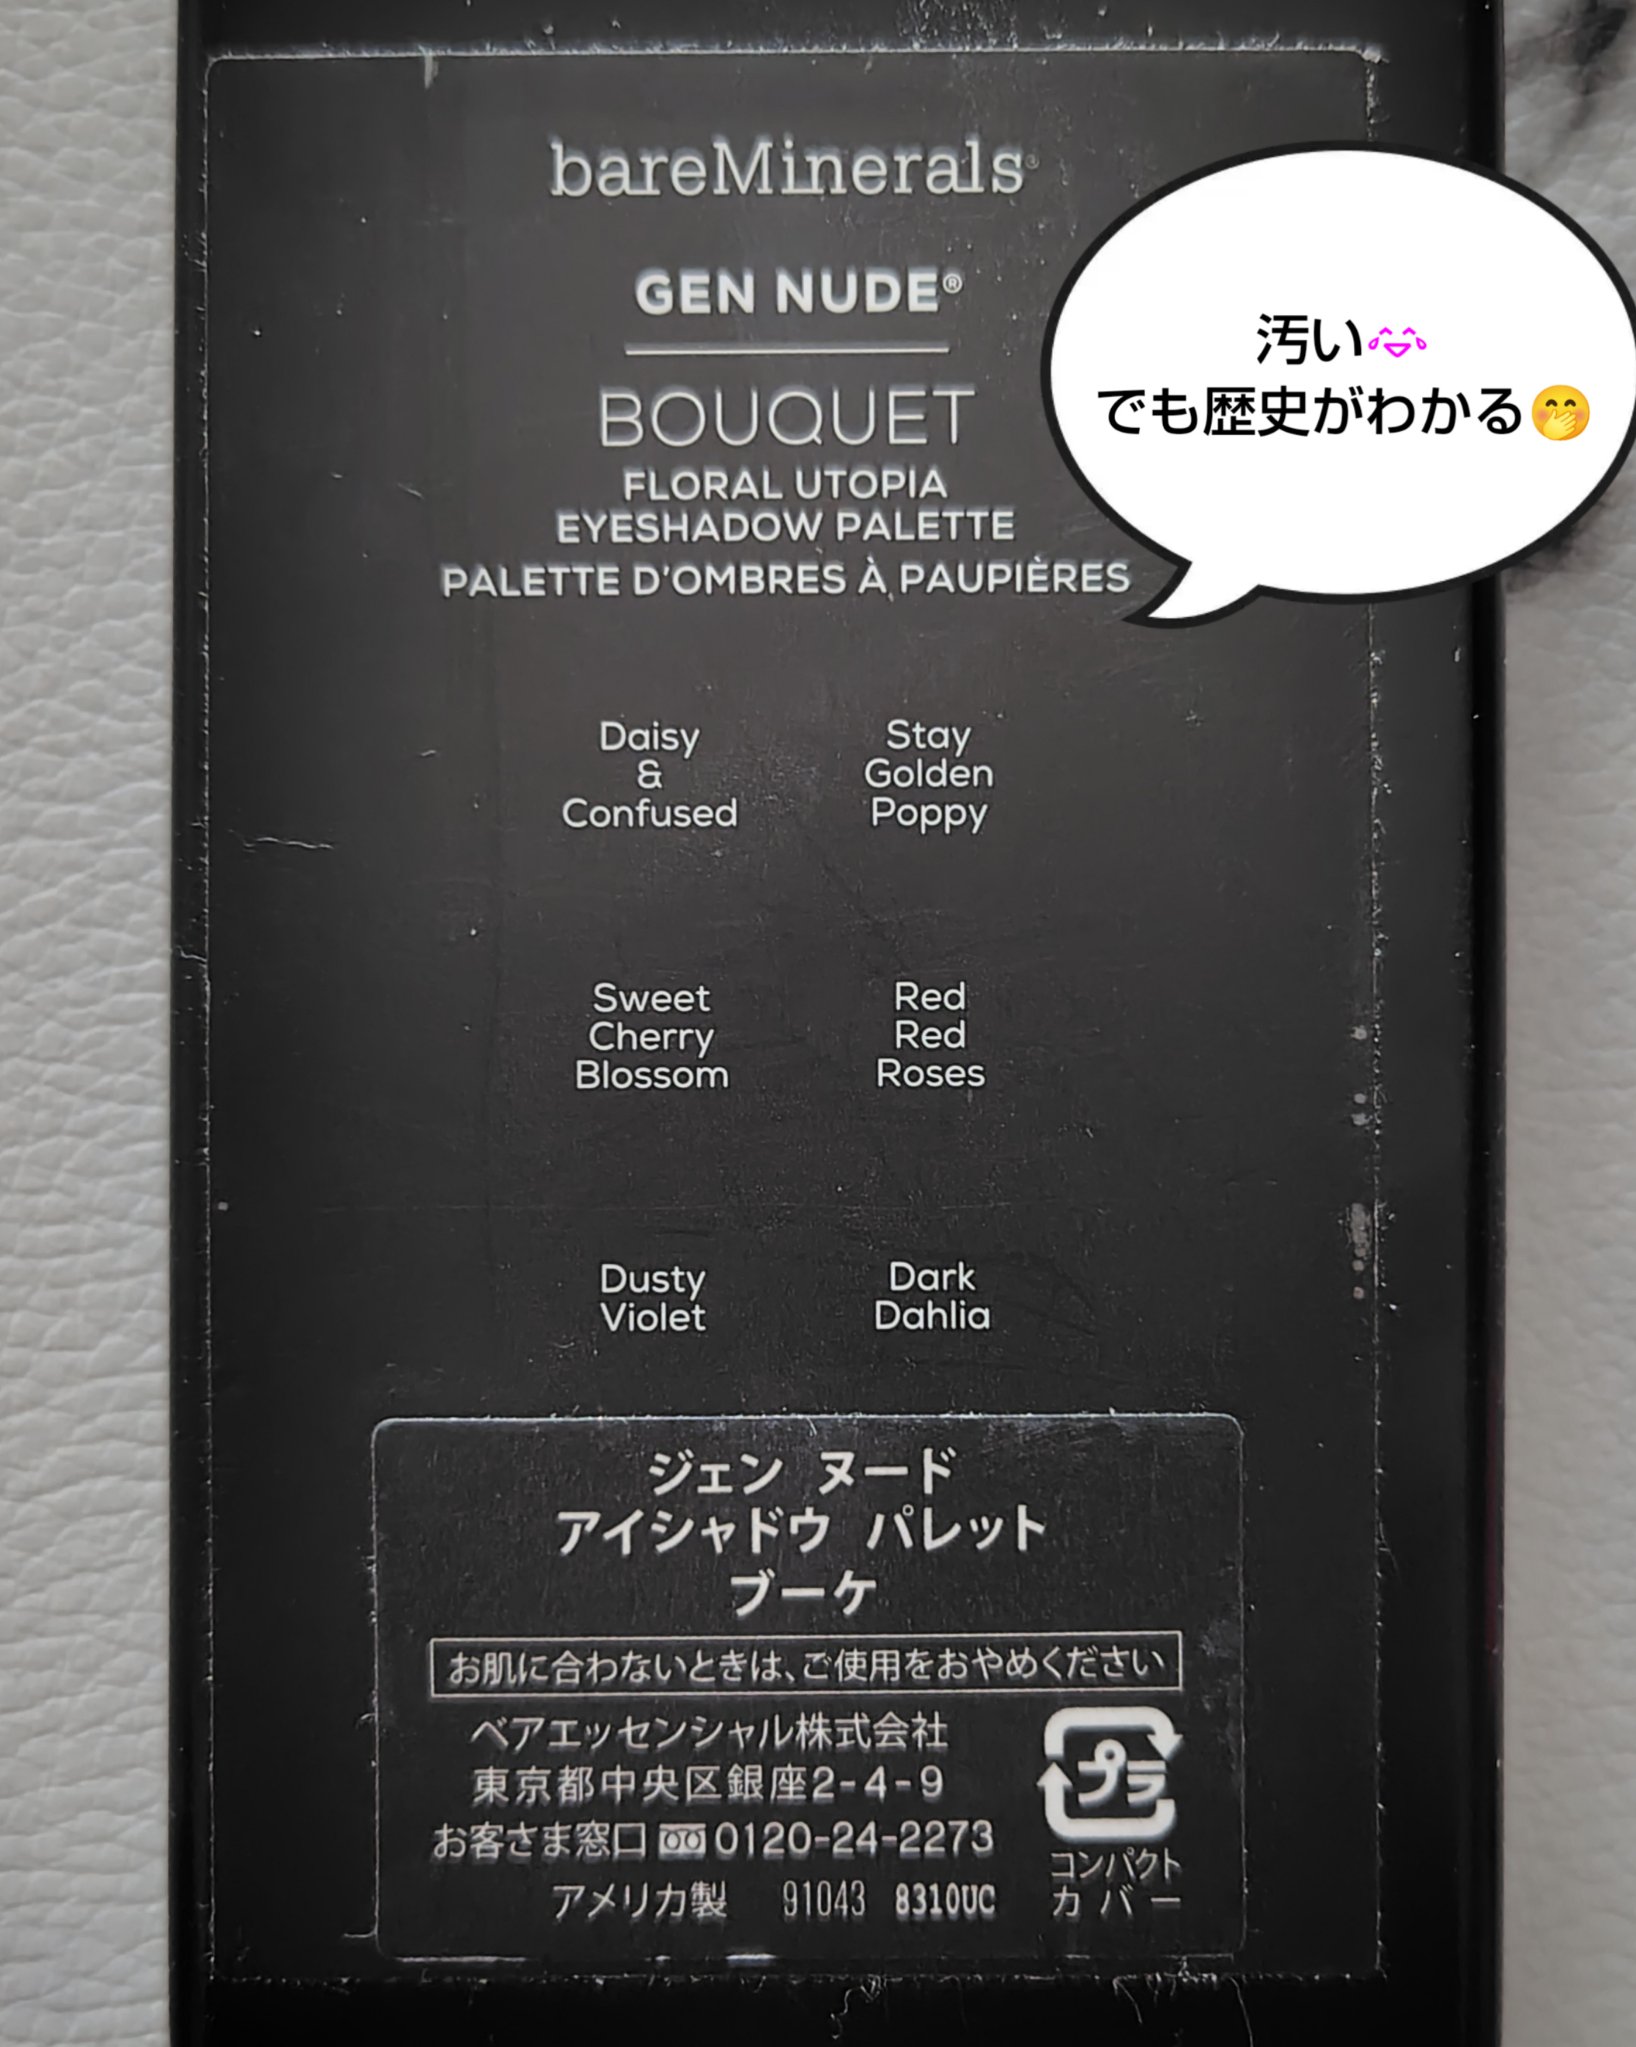 bareMinerals®
GEN NUDE®
BOUQUET
FLORAL UTOPIA
EYESHADOW PALETTE
PALETTE D'OMBRES À PAUPIÈRES
汚い
でも歴史がわかる🤭
Daisy
&
Confused
Stay
Golden
Poppy
Sweet
Cherry
Blossom
Red
Red
Roses
Dusty
Violet
Dark
Dahlia
ジェン ヌード
アイシャドウ パレット
ブーケ
お肌に合わないときは、ご使用をおやめください
ベアエッセンシャル株式会社
東京都中央区銀座2-4-9
お客さま窓口 0120-24-2273
アメリカ製 91043 8310UC
プラ
コンパクト
カバー